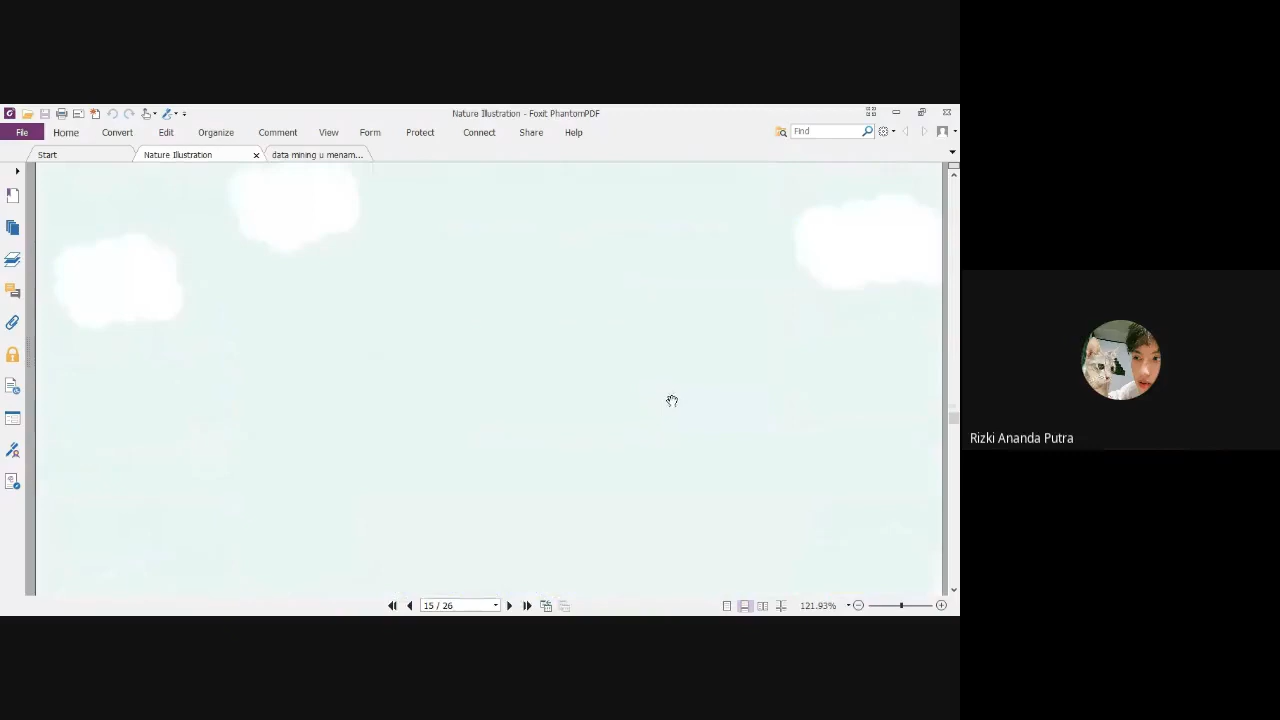 Nature Illustration - Foxit PhantomPDF
File Home Convert Edit Organize Comment View Form Protect Connect Share Help Find
Start Nature Illustration data mining u menam...
Rizki Ananda Putra
15 / 26 121.93%